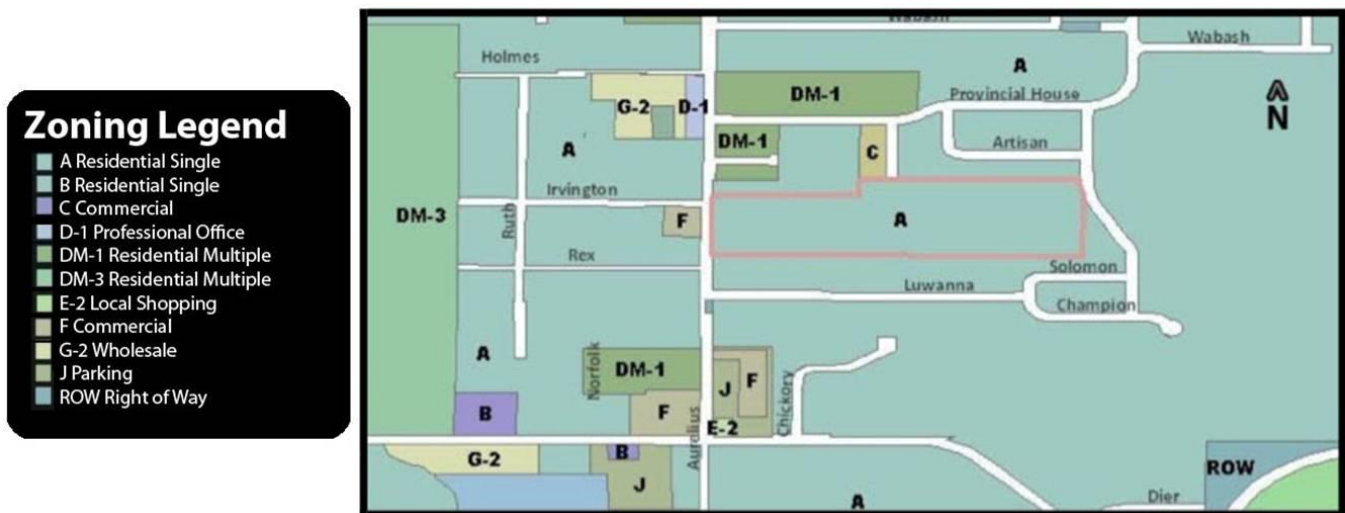 Zoning Legend
A Residential Single
B Residential Single
C Commercial
D-1 Professional Office
DM-1 Residential Multiple
DM-3 Residential Multiple
E-2 Local Shopping
F Commercial
G-2 Wholesale
J Parking
ROW Right of Way
Wabash
Wabash
Holmes
A
N
DM-1
Provincial House
G-2
D-1
A
DM-1
C
Artisan
Irvington
DM-3
Ruth
F
A
Rex
Solomon
Luwanna
Champion
A
Norfolk
DM-1
J
F
Chickory
B
F
Aurelius
E-2
G-2
B
J
ROW
A
Dier